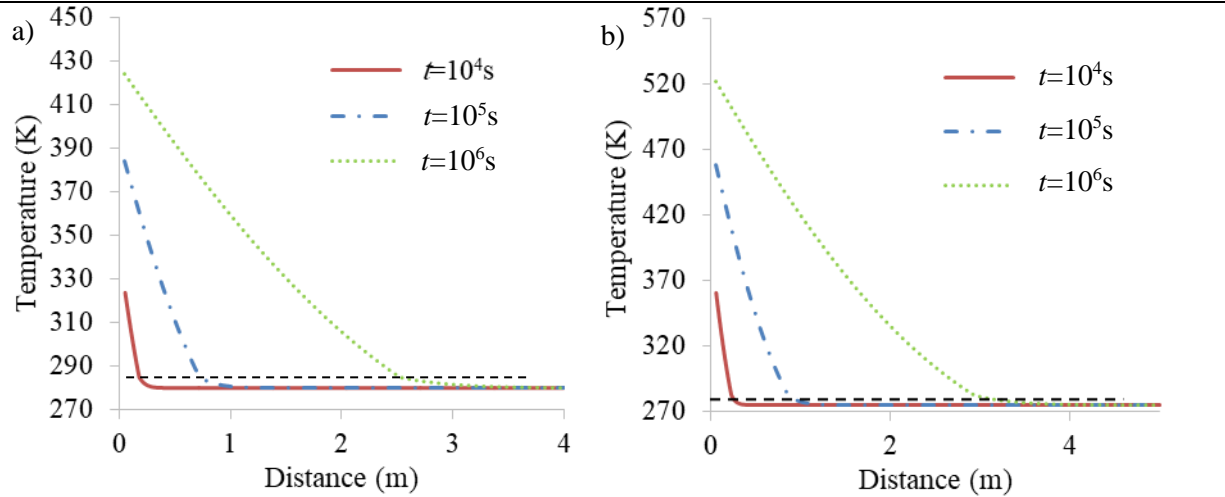 a)
450
430
410
390
370
350
330
310
290
270
Temperature (K)
t=10⁴s
t=10⁵s
t=10⁶s
0 1 2 3 4
Distance (m)
b)
570
520
470
420
370
320
270
Temperature (K)
t=10⁴s
t=10⁵s
t=10⁶s
0 2 4
Distance (m)